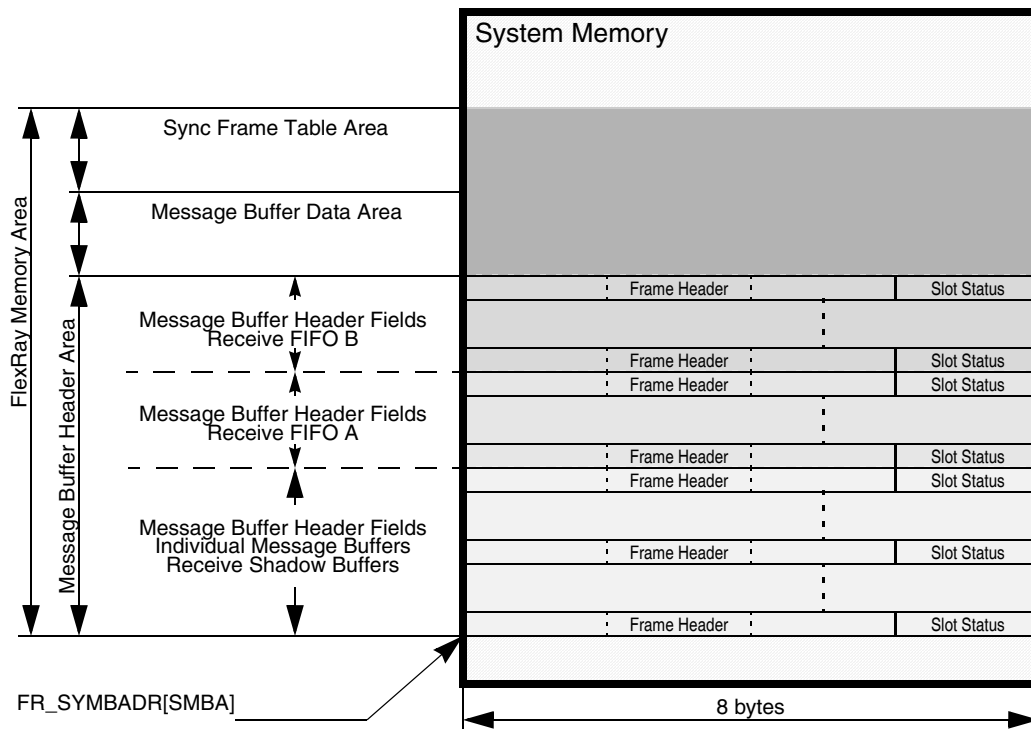 System Memory
Sync Frame Table Area
Message Buffer Data Area
FlexRay Memory Area
Message Buffer Header Area
Frame Header Slot Status
Message Buffer Header Fields
Receive FIFO B
Frame Header Slot Status
Frame Header Slot Status
Message Buffer Header Fields
Receive FIFO A
Frame Header Slot Status
Frame Header Slot Status
Message Buffer Header Fields
Individual Message Buffers
Receive Shadow Buffers
Frame Header Slot Status
Frame Header Slot Status
FR_SYMBADR[SMBA]
8 bytes